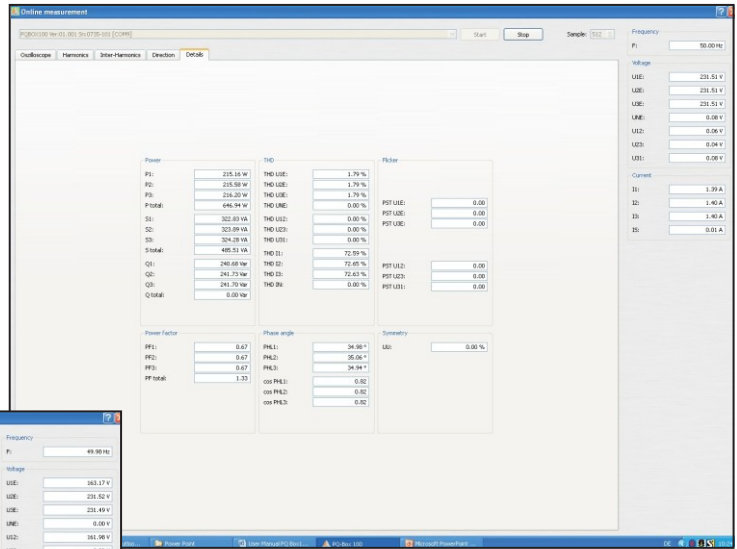 Online measurement
PQBOX100 Ver:01.001 Sn:0735-101 [COM9]
Start
Stop
Sample: 512
Oszilloscope Harmonics Inter-Harmonics Direction Details
Power
P1: 215.16 W
P2: 215.58 W
P3: 216.20 W
P total: 646.94 W
S1: 322.83 VA
S2: 323.89 VA
S3: 324.28 VA
S total: 485.51 VA
Q1: 240.68 Var
Q2: 241.73 Var
Q3: 241.70 Var
Q total: 0.00 Var
THD
THD U1E: 1.79 %
THD U2E: 1.79 %
THD U3E: 1.79 %
THD UNE: 0.00 %
THD U12: 0.00 %
THD U23: 0.00 %
THD U31: 0.00 %
THD I1: 72.59 %
THD I2: 72.65 %
THD I3: 72.63 %
THD IN: 0.00 %
Flicker
PST U1E: 0.00
PST U2E: 0.00
PST U3E: 0.00
PST U12: 0.00
PST U23: 0.00
PST U31: 0.00
Power factor
PF1: 0.67
PF2: 0.67
PF3: 0.67
PF total: 1.33
Phase angle
PHL1: 34.98 °
PHL2: 35.06 °
PHL3: 34.94 °
cos PHL1: 0.82
cos PHL2: 0.82
cos PHL3: 0.82
Symmetry
UU: 0.00 %
Frequency
F: 50.00 Hz
Voltage
U1E: 231.51 V
U2E: 231.51 V
U3E: 231.51 V
UNE: 0.08 V
U12: 0.06 V
U23: 0.04 V
U31: 0.08 V
Current
I1: 1.39 A
I2: 1.40 A
I3: 1.40 A
IS: 0.01 A
Frequency
F: 49.98 Hz
Voltage
U1E: 163.17 V
U2E: 231.52 V
U3E: 231.49 V
UNE: 0.00 V
U12: 161.98 V
Power Point
User Manual PQ Box1...
PQ-Box 100
Microsoft PowerPoint ...
DE